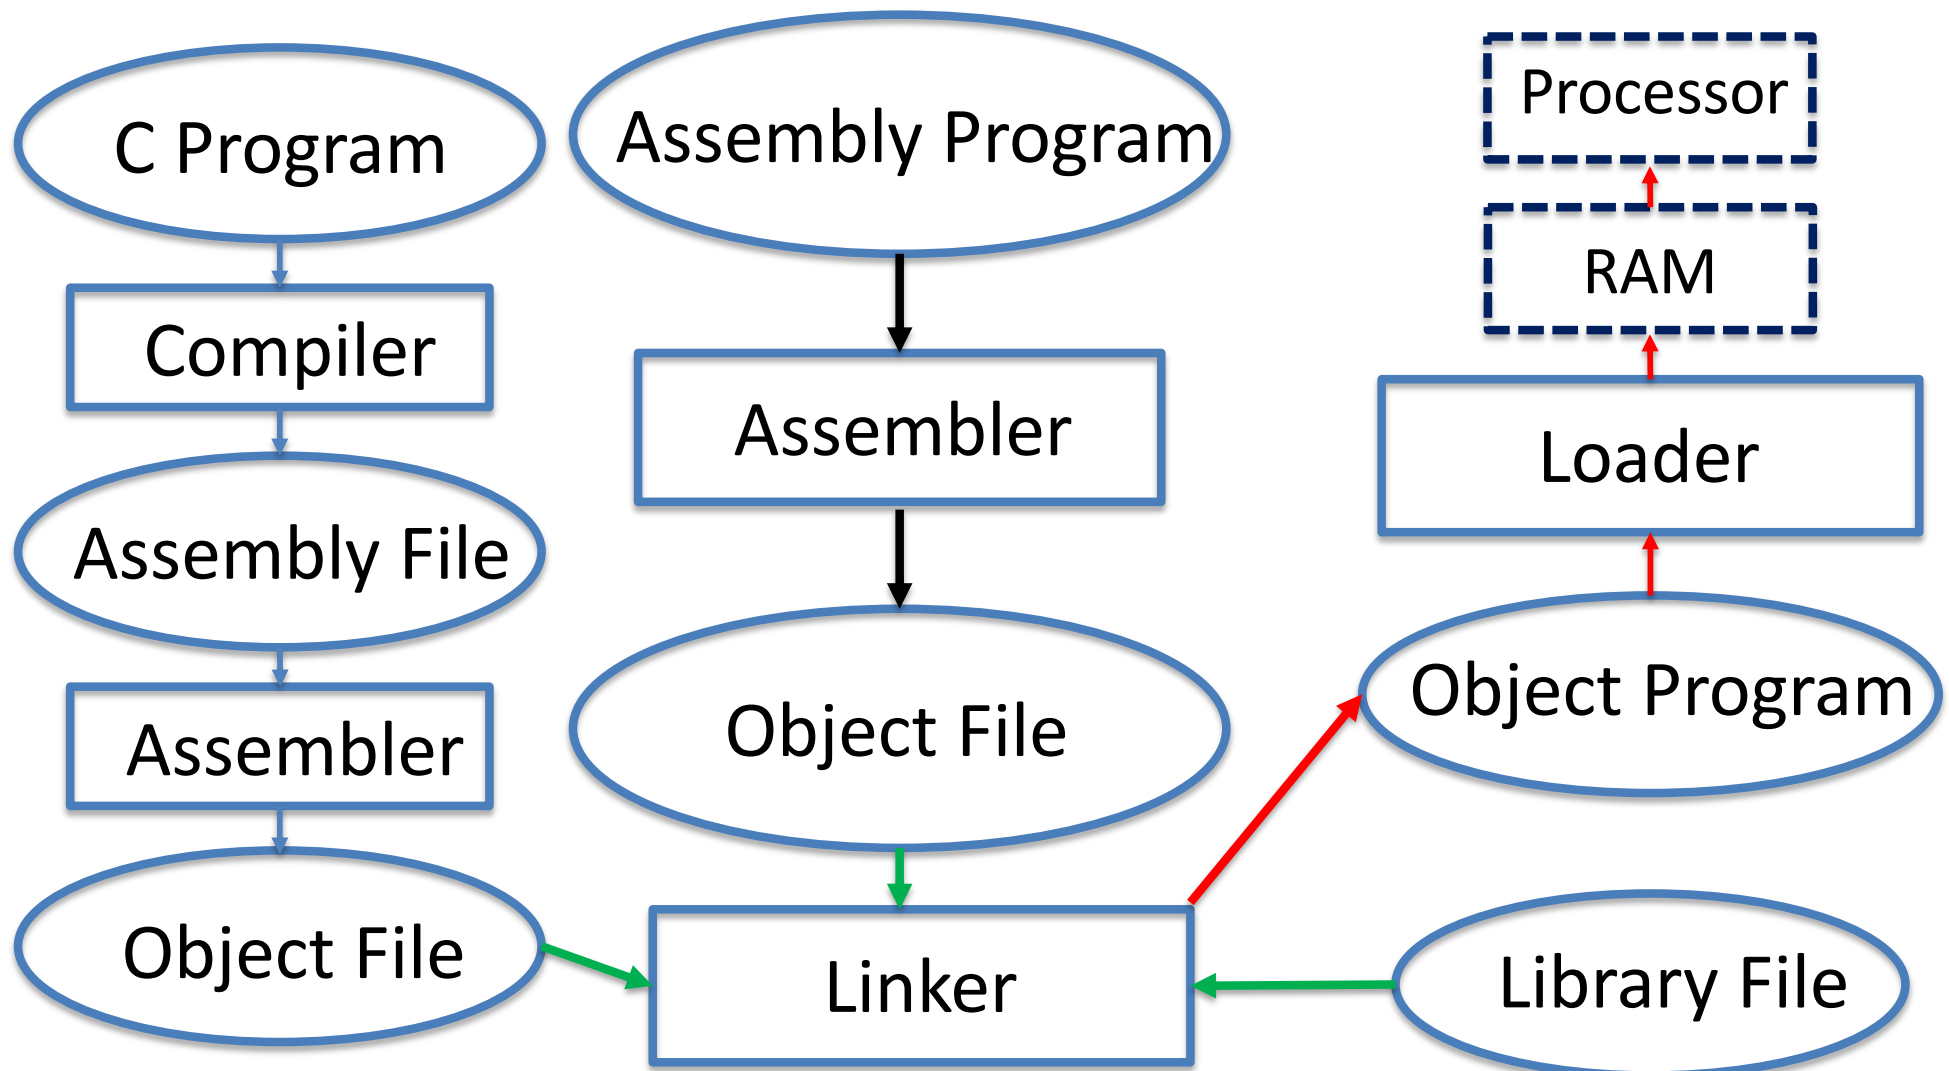 C Program
Compiler
Assembly File
Assembler
Object File
Assembly Program
Assembler
Object File
Linker
Processor
RAM
Loader
Object Program
Library File